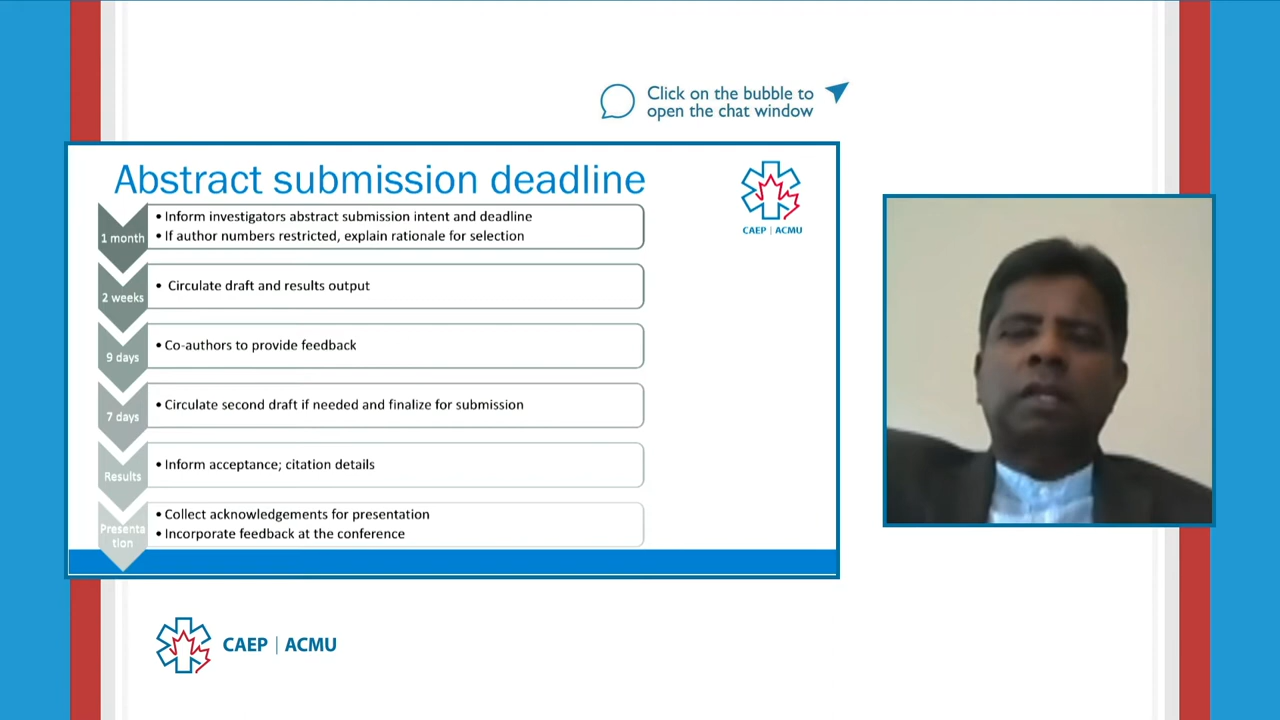 Click on the bubble to
open the chat window
Abstract submission deadline
CAEP | ACMU
1 month
• Inform investigators abstract submission intent and deadline
• If author numbers restricted, explain rationale for selection
2 weeks
• Circulate draft and results output
9 days
• Co-authors to provide feedback
7 days
• Circulate second draft if needed and finalize for submission
Results
• Inform acceptance; citation details
Presenta
tion
• Collect acknowledgements for presentation
• Incorporate feedback at the conference
CAEP | ACMU